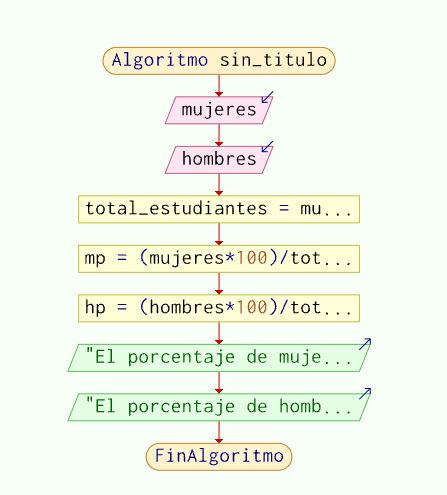 Algoritmo sin_titulo
mujeres
hombres
total_estudiantes = mu...
mp = (mujeres*100)/tot...
hp = (hombres*100)/tot...
"El porcentaje de muje...
"El porcentaje de homb...
FinAlgoritmo